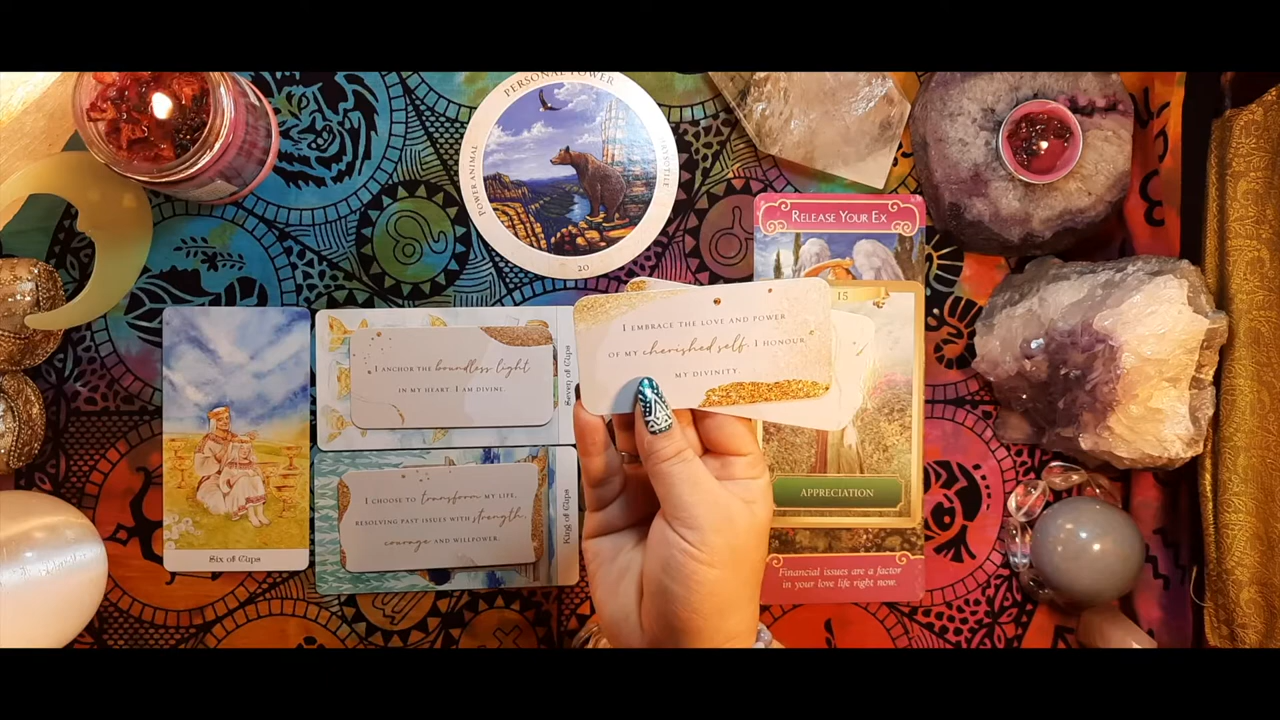 PERSONAL POWER
POWER ANIMAL
20
RELEASE YOUR EX
15
I EMBRACE THE LOVE AND POWER
OF MY cherished self. I HONOUR
MY DIVINITY.
I ANCHOR THE boundless light
IN MY HEART. I AM DIVINE.
Seven of Cups
I CHOOSE TO transform MY LIFE,
RESOLVING PAST ISSUES WITH strength,
courage AND WILLPOWER.
King of Cups
Six of Cups
APPRECIATION
Financial issues are a factor
in your love life right now.